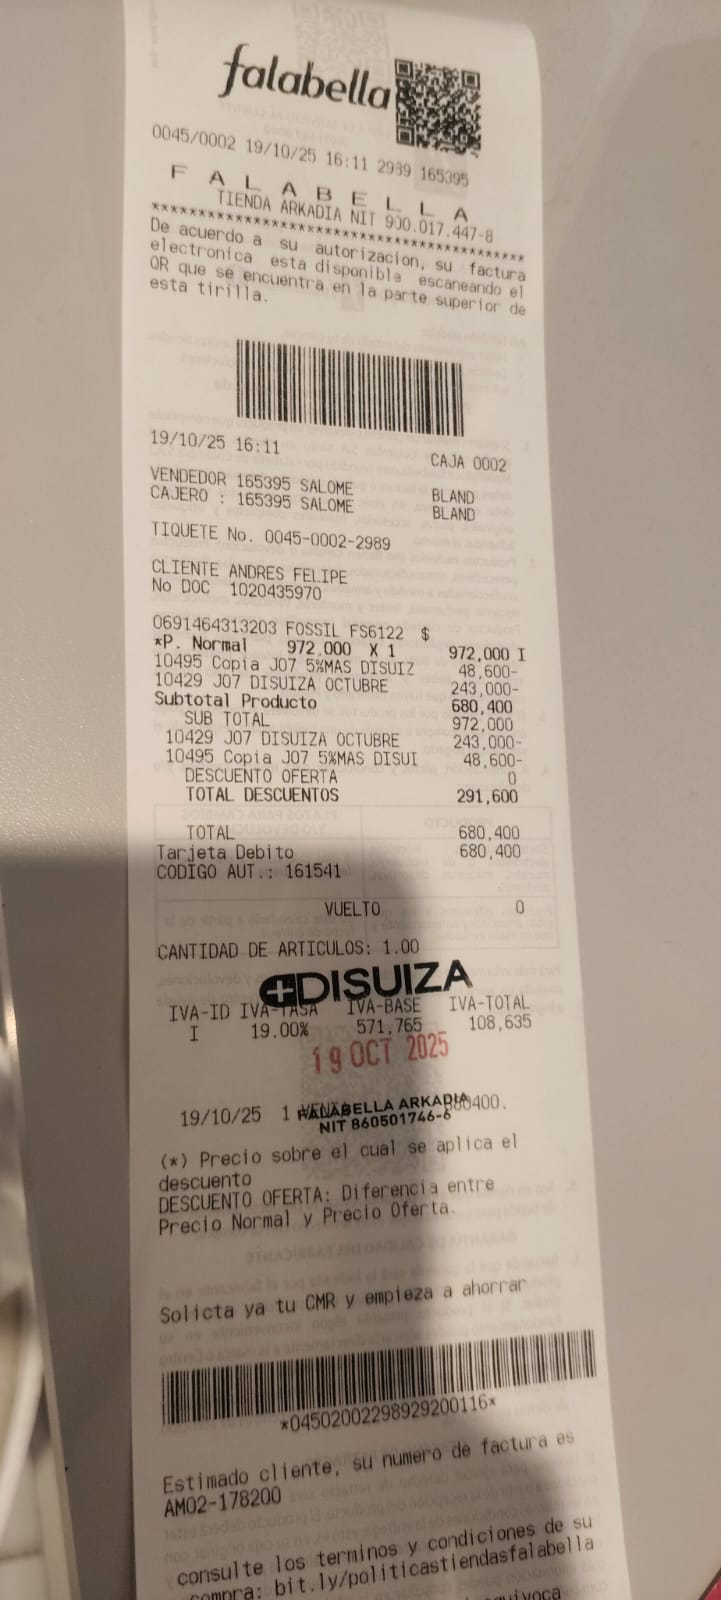 falabella
0045/0002 19/10/25 16:11 2989 165395
F A L A B E L L A
TIENDA ARKADIA NIT 900.017.447-8
******************************************
De acuerdo a su autorizacion, su factura
electronica esta disponible escaneando el
QR que se encuentra en la parte superior de
esta tirilla.
19/10/25 16:11 CAJA 0002
VENDEDOR 165395 SALOME BLAND
CAJERO : 165395 SALOME BLAND
TIQUETE No. 0045-0002-2989
CLIENTE ANDRES FELIPE
No DOC 1020435970
0691464313203 FOSSIL FS6122 $
*P. Normal 972,000 X 1 972,000 I
10495 Copia J07 5%MAS DISUIZ 48,600-
10429 J07 DISUIZA OCTUBRE 243,000-
Subtotal Producto 680,400
SUB TOTAL 972,000
10429 J07 DISUIZA OCTUBRE 243,000-
10495 Copia J07 5%MAS DISUI 48,600-
DESCUENTO OFERTA 0
TOTAL DESCUENTOS 291,600
TOTAL 680,400
Tarjeta Debito 680,400
CODIGO AUT.: 161541
VUELTO 0
CANTIDAD DE ARTICULOS: 1.00
DISUIZA
IVA-ID IVA-TASA IVA-BASE IVA-TOTAL
I 19.00% 571,765 108,635
19 OCT 2025
19/10/25 1
FALABELLA ARKADIA
NIT 860501746-6
(*) Precio sobre el cual se aplica el
descuento
DESCUENTO OFERTA: Diferencia entre
Precio Normal y Precio Oferta.
Solicta ya tu CMR y empieza a ahorrar
*04502002298929200116*
Estimado cliente, su numero de factura es
AM02-178200
consulte los terminos y condiciones de su
compra: bit.ly/politicastiendasfalabella